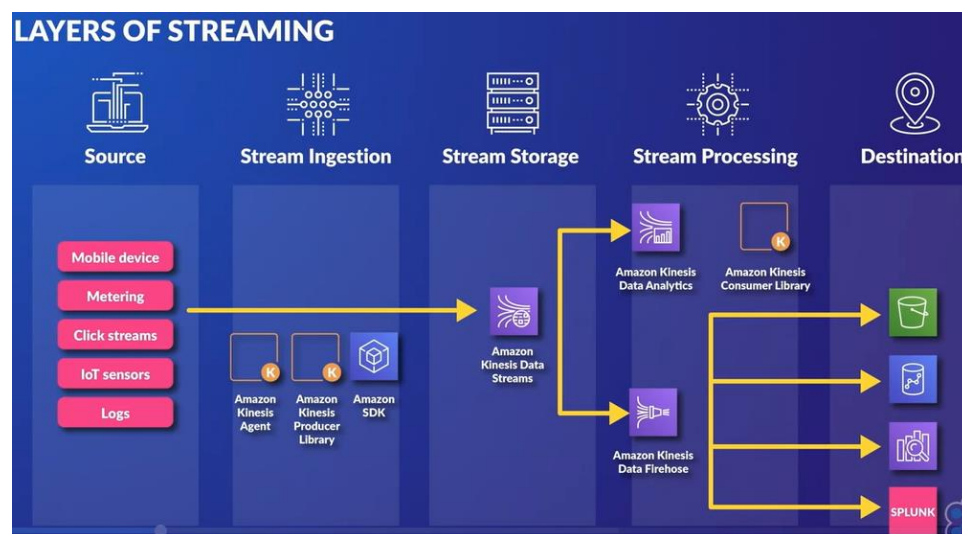 LAYERS OF STREAMING
Source
Stream Ingestion
Stream Storage
Stream Processing
Destination
Mobile device
Metering
Click streams
IoT sensors
Logs
Amazon
Kinesis
Agent
K
Amazon
Kinesis
Producer
Library
K
Amazon
SDK
Amazon
Kinesis Data
Streams
Amazon Kinesis
Data Analytics
K
Amazon Kinesis
Consumer Library
Amazon Kinesis
Data Firehose
SPLUNK